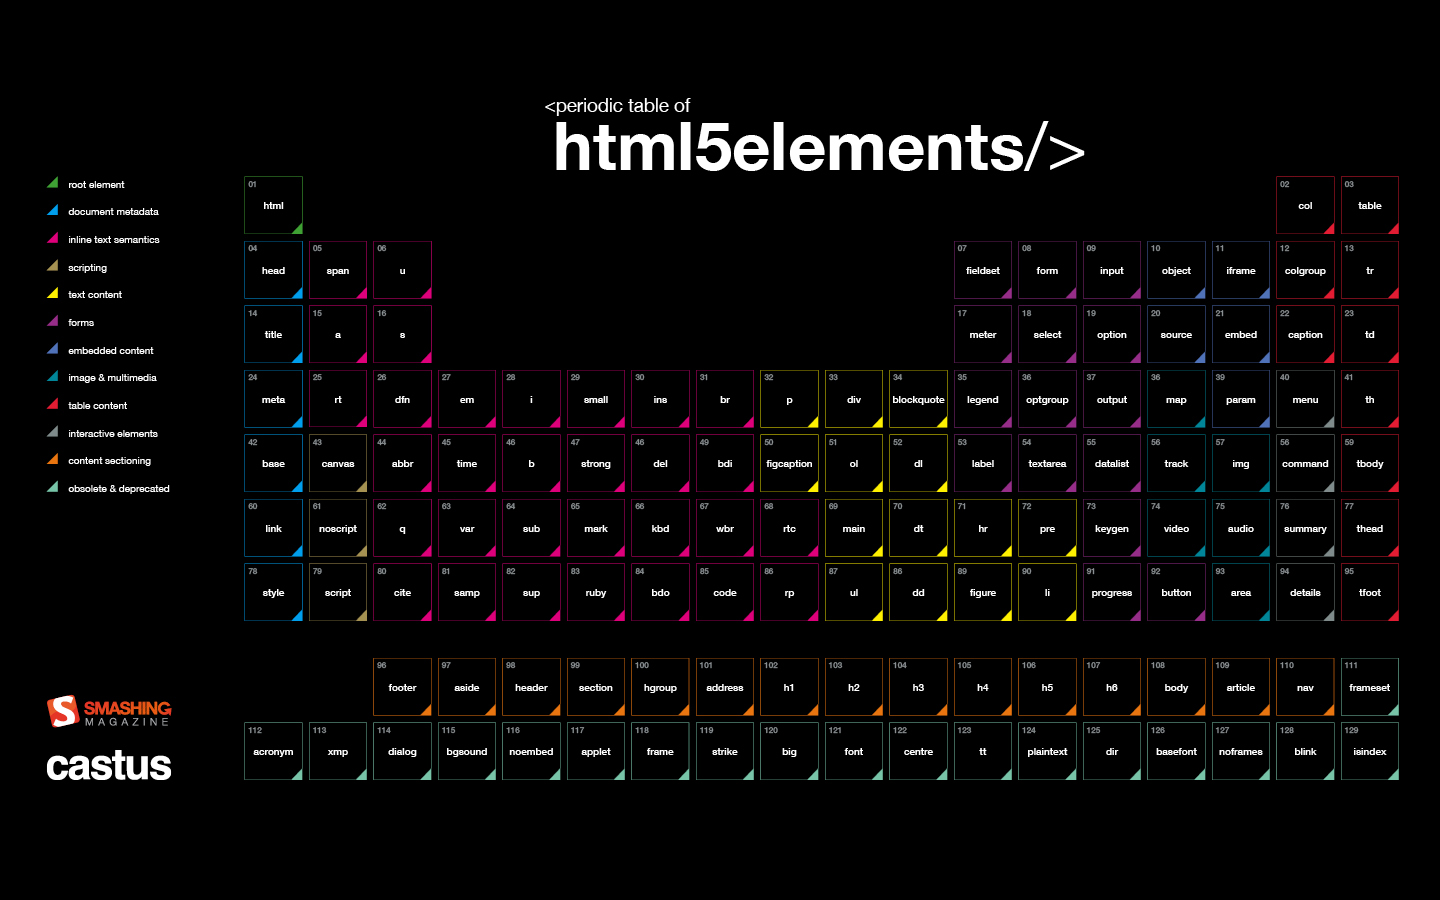 <periodic table of
html5elements/>
root element
document metadata
inline text semantics
scripting
text content
forms
embedded content
image & multimedia
table content
interactive elements
content sectioning
obsolete & deprecated
01 02 03
html col table
04 05 06 07 08 09 10 11 12 13
head span u fieldset form input object iframe colgroup tr
14 15 16 17 18 19 20 21 22 23
title a s meter select option source embed caption td
24 25 26 27 28 29 30 31 32 33 34 35 36 37 36 39 40 41
meta rt dfn em i small ins br p div blockquote legend optgroup output map param menu th
42 43 44 45 46 47 46 49 50 51 52 53 54 55 56 57 56 59
base canvas abbr time b strong del bdi figcaption ol dl label textarea datalist track img command tbody
60 61 62 63 64 65 66 67 68 69 70 71 72 73 74 75 76 77
link noscript q var sub mark kbd wbr rtc main dt hr pre keygen video audio summary thead
78 79 80 81 82 83 84 85 86 87 86 89 90 91 92 93 94 95
style script cite samp sup ruby bdo code rp ul dd figure li progress button area details tfoot
96 97 98 99 100 101 102 103 104 105 106 107 108 109 110 111
footer aside header section hgroup address h1 h2 h3 h4 h5 h6 body article nav frameset
112 113 114 115 116 117 118 119 120 121 122 123 124 125 126 127 128 129
acronym xmp dialog bgsound noembed applet frame strike big font centre tt plaintext dir basefont noframes blink isindex
S SMASHING
MAGAZINE
castus